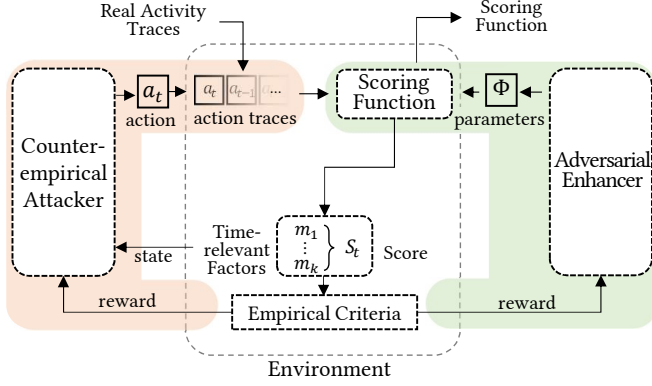 Real Activity
Traces
Scoring
Function
Counter-
empirical
Attacker
a_t
action
a_t a_{t-1} a...
action traces
Scoring
Function
Φ
parameters
Adversarial
Enhancer
state
Time-
relevant
Factors
m_1
⋮
m_k
} S_t
Score
reward
Empirical Criteria
reward
Environment